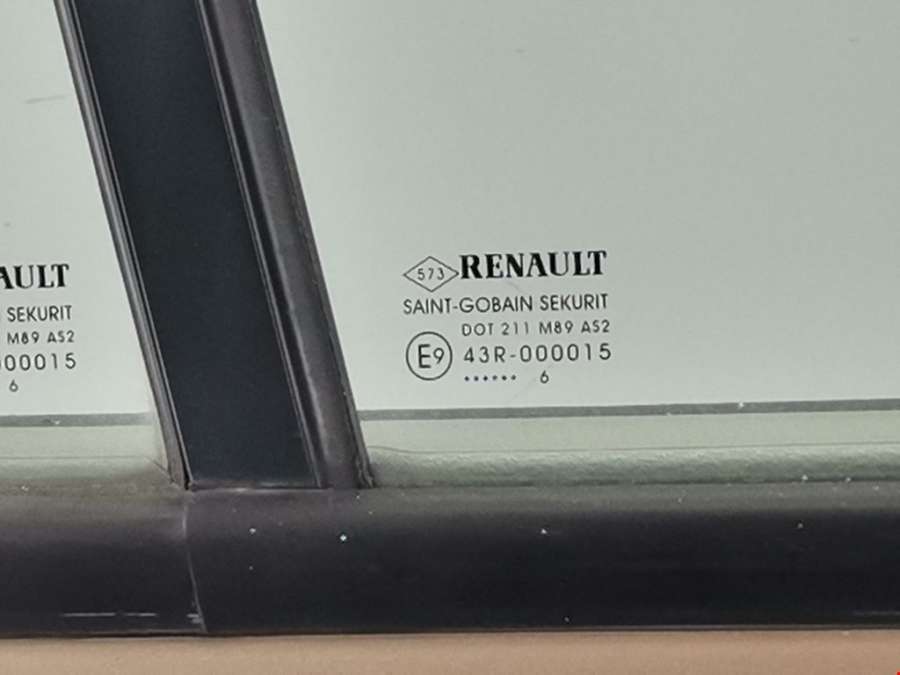 AULT
SEKURIT
M89 AS2
000015
6
573 RENAULT
SAINT-GOBAIN SEKURIT
DOT 211 M89 AS2
E9 43R-000015
...... 6